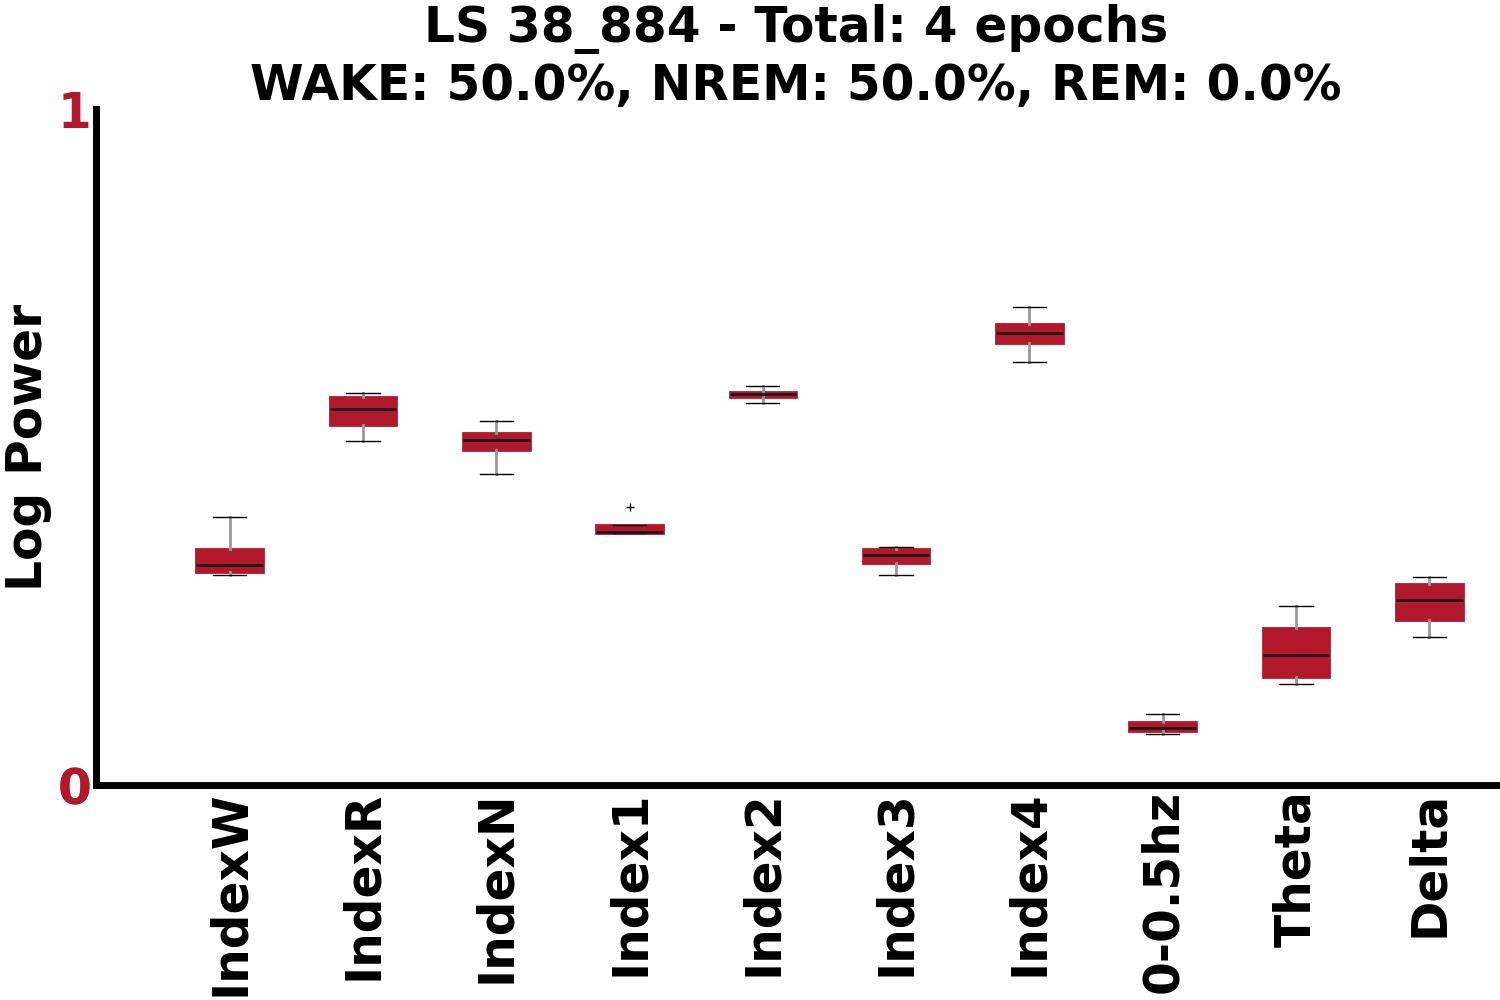 LS 38_884 - Total: 4 epochs
WAKE: 50.0%, NREM: 50.0%, REM: 0.0%
1
Log Power
0
IndexW
IndexR
IndexN
Index1
Index2
Index3
Index4
0-0.5hz
Theta
Delta